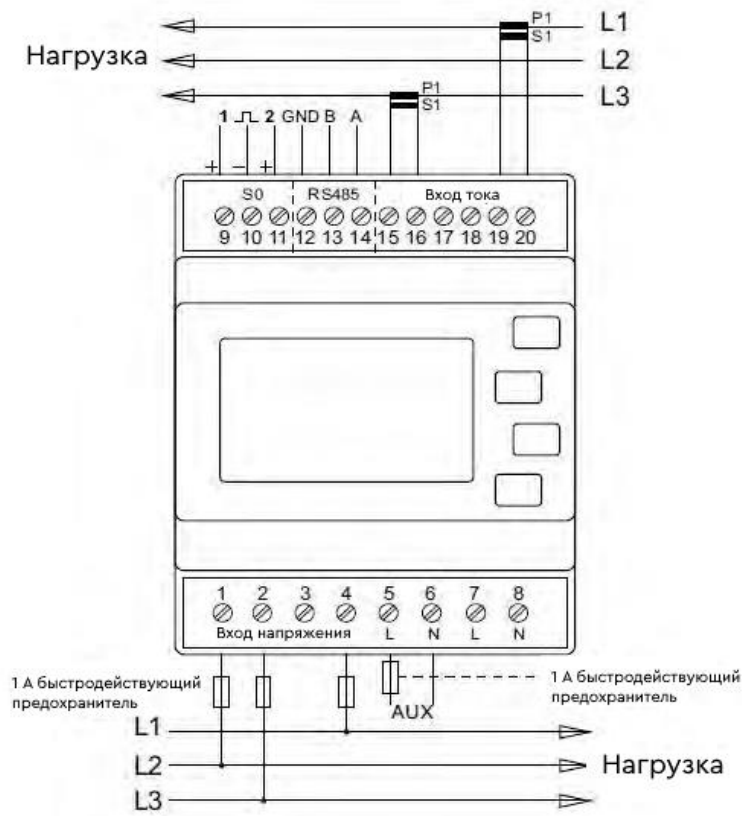 P1
L1
S1
Нагрузка
L2
P1
L3
S1
1 2 GND B A
+ − +
S0 RS485 Вход тока
9 10 11 12 13 14 15 16 17 18 19 20
1 2 3 4 5 6 7 8
Вход напряжения L N L N
1 А быстродействующий
предохранитель
1 А быстродействующий
предохранитель
AUX
L1
L2
Нагрузка
L3